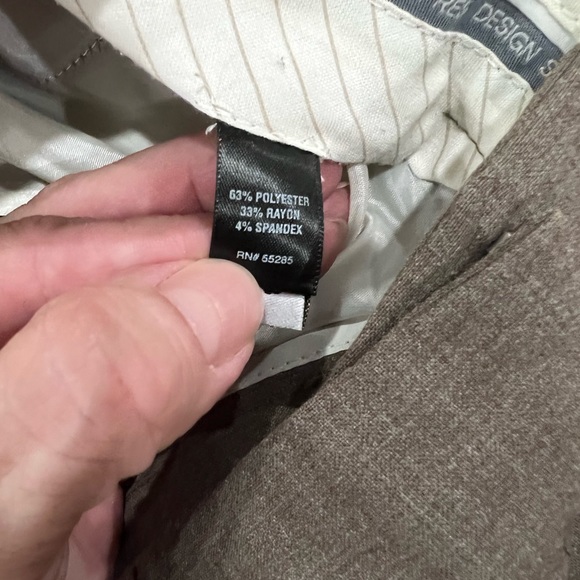 DESIGN S
63% POLYESTER
33% RAYON
4% SPANDEX
RN# 55285